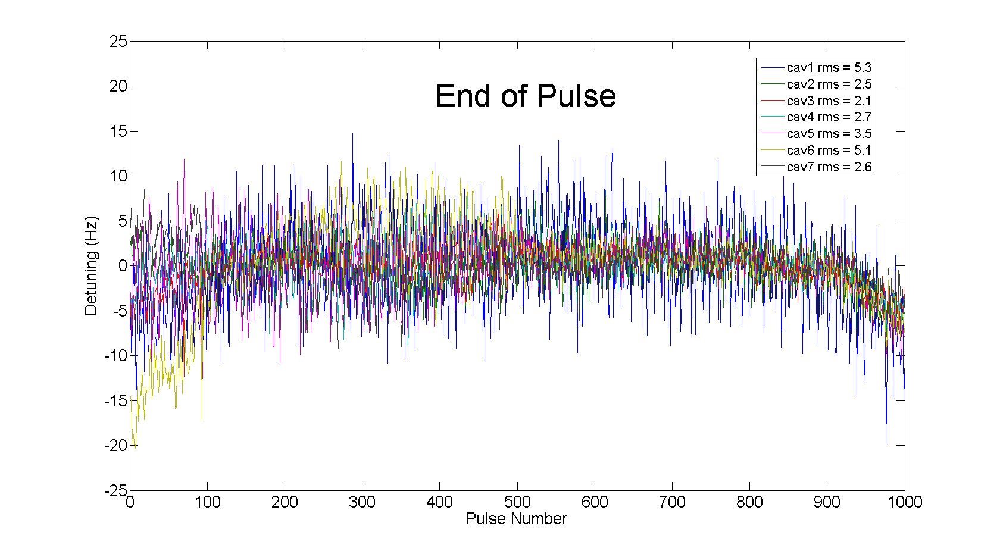 End of Pulse
cav1 rms = 5.3
cav2 rms = 2.5
cav3 rms = 2.1
cav4 rms = 2.7
cav5 rms = 3.5
cav6 rms = 5.1
cav7 rms = 2.6
25
20
15
10
5
0
-5
-10
-15
-20
-25
Detuning (Hz)
0 100 200 300 400 500 600 700 800 900 1000
Pulse Number